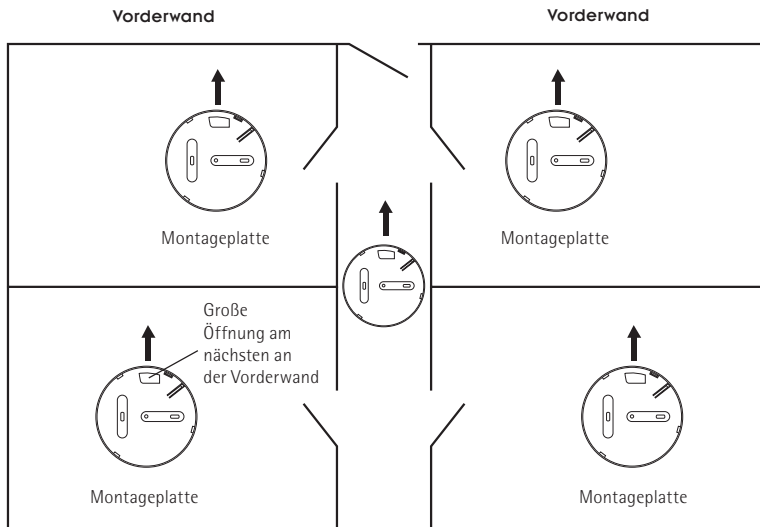 Vorderwand
Vorderwand
Montageplatte
Montageplatte
Große
Öffnung am
nächsten an
der Vorderwand
Montageplatte
Montageplatte